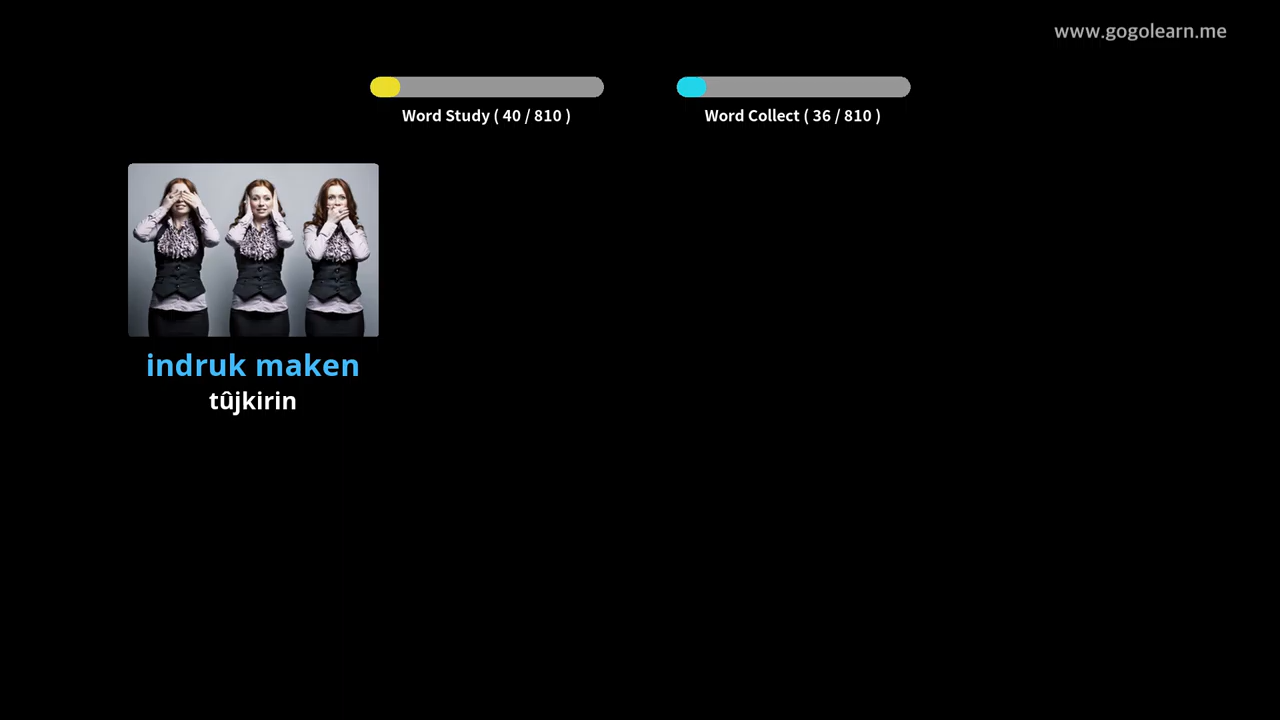 www.gogolearn.me
Word Study ( 40 / 810 )
Word Collect ( 36 / 810 )
indruk maken
tûjkirin